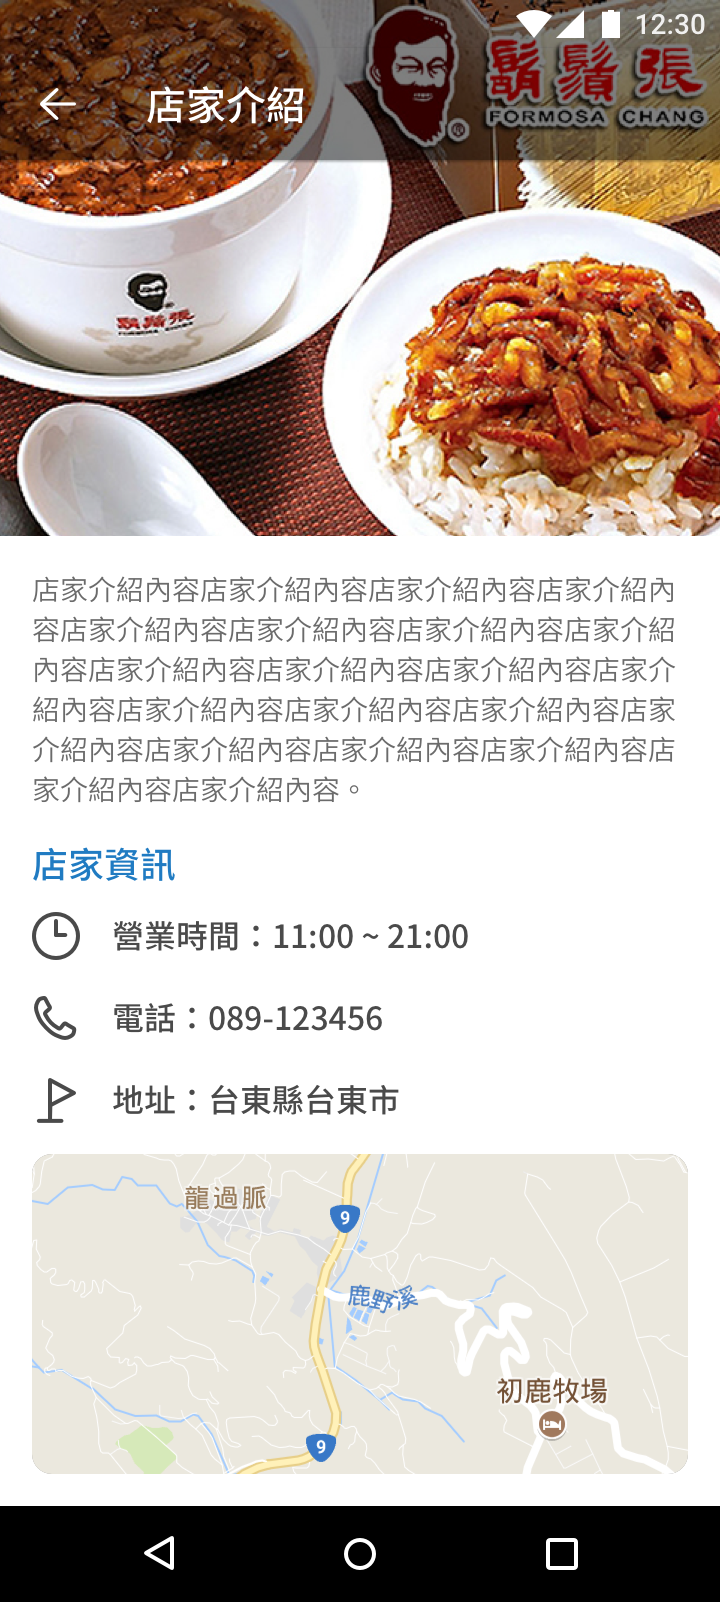 12:30
店家介紹
鬍鬚張
®
FORMOSA CHANG
鬍鬚張
FORMOSA CHANG
店家介紹內容店家介紹內容店家介紹內容店家介紹內
容店家介紹內容店家介紹內容店家介紹內容店家介紹
內容店家介紹內容店家介紹內容店家介紹內容店家介
紹內容店家介紹內容店家介紹內容店家介紹內容店家
介紹內容店家介紹內容店家介紹內容店家介紹內容店
家介紹內容店家介紹內容。
店家資訊
營業時間：11:00 ~ 21:00
電話：089-123456
地址：台東縣台東市
龍過脈
9
鹿野溪
初鹿牧場
9